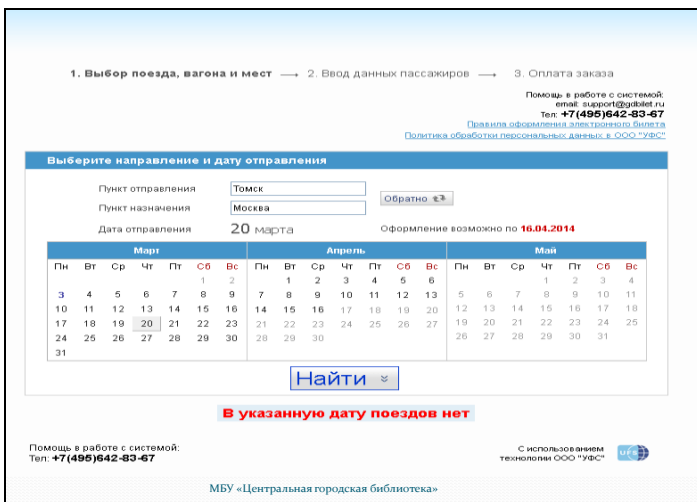 1. Выбор поезда, вагона и мест → 2. Ввод данных пассажиров → 3. Оплата заказа
Помощь в работе с системой:
email: support@gdbilet.ru
Тел: +7(495)642-83-67
Правила оформления электронного билета
Политика обработки персональных данных в ООО "УФС"
Выберите направление и дату отправления
Пункт отправления Томск
Обратно
Пункт назначения Москва
Дата отправления 20 марта Оформление возможно по 16.04.2014
Март Апрель Май
Пн Вт Ср Чт Пт Сб Вс Пн Вт Ср Чт Пт Сб Вс Пн Вт Ср Чт Пт Сб Вс
1 2 1 2 3 4 5 6 1 2 3 4
3 4 5 6 7 8 9 7 8 9 10 11 12 13 5 6 7 8 9 10 11
10 11 12 13 14 15 16 14 15 16 17 18 19 20 12 13 14 15 16 17 18
17 18 19 20 21 22 23 21 22 23 24 25 26 27 19 20 21 22 23 24 25
24 25 26 27 28 29 30 28 29 30 26 27 28 29 30 31
31
Найти
В указанную дату поездов нет
Помощь в работе с системой:
Тел: +7(495)642-83-67
С использованием
технологии ООО "УФС"
UFS
МБУ «Центральная городская библиотека»